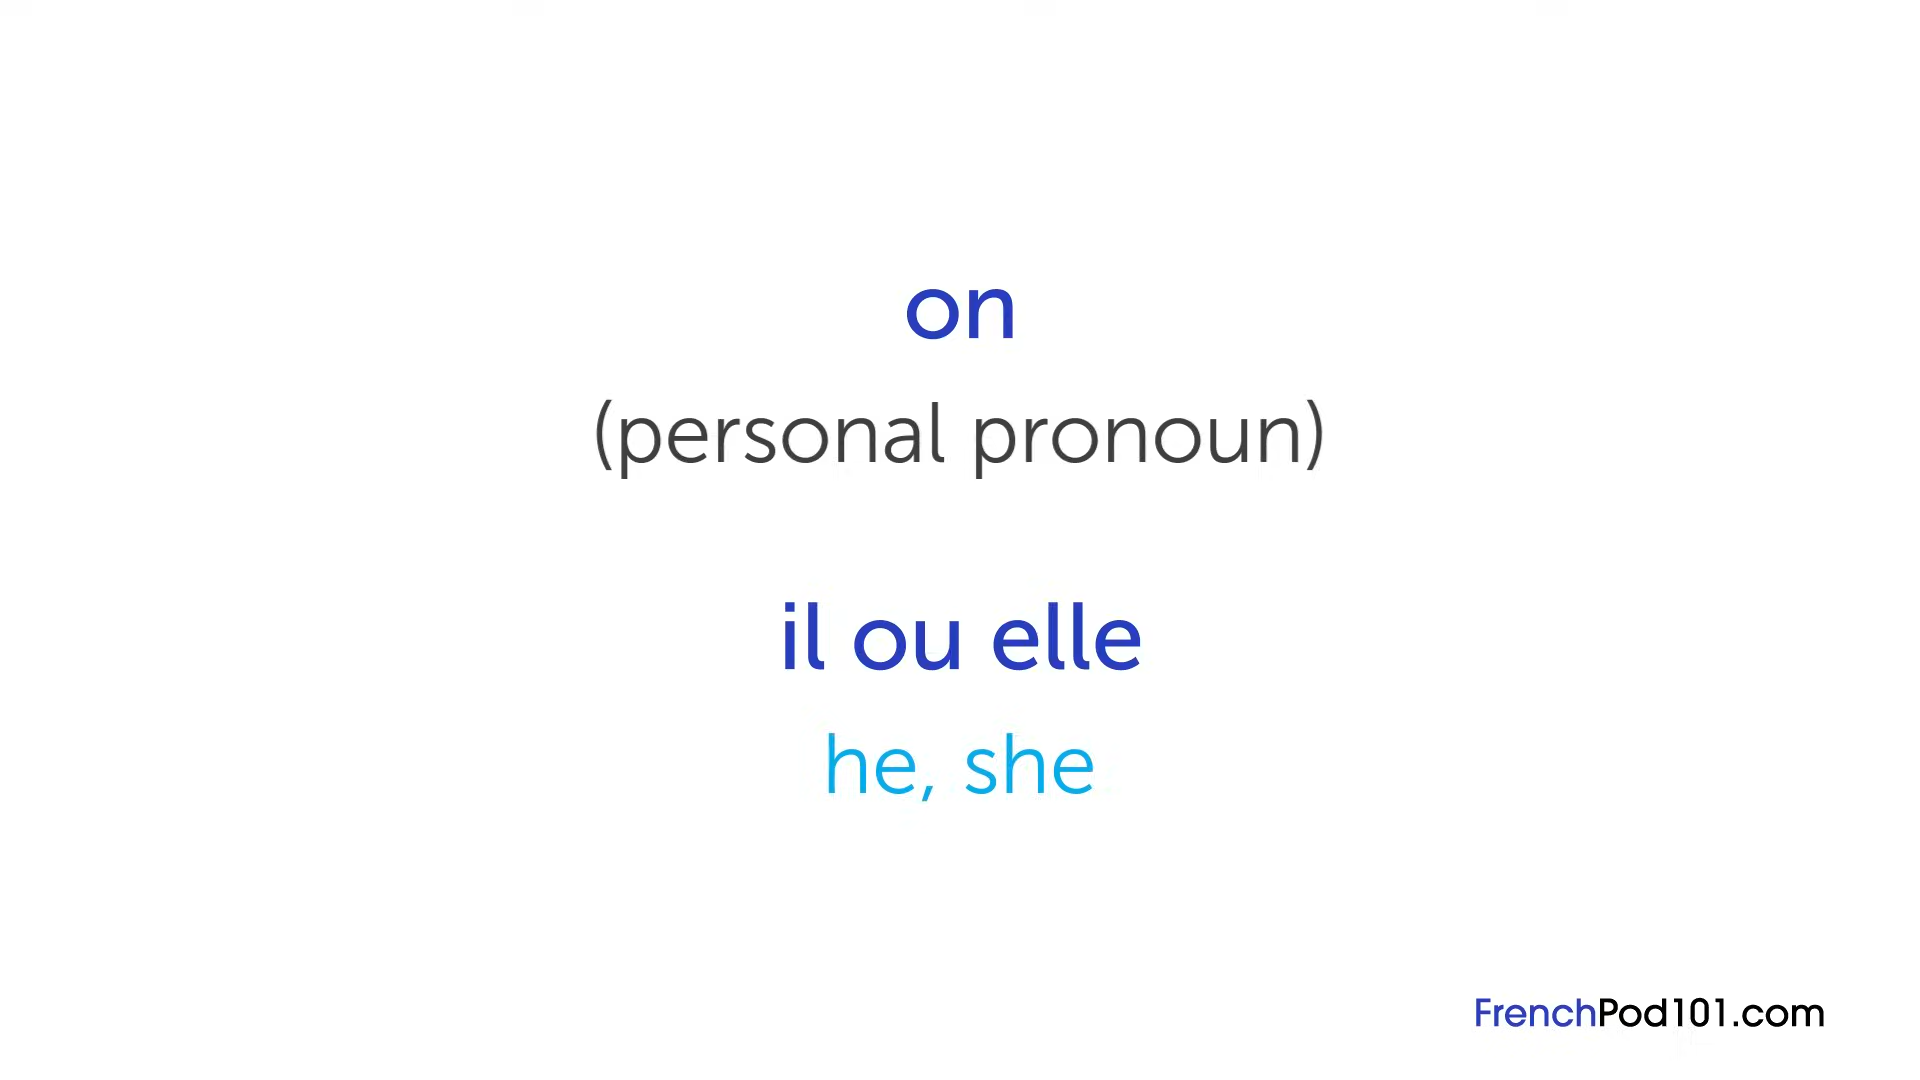 on
(personal pronoun)
il ou elle
he, she
FrenchPod101.com